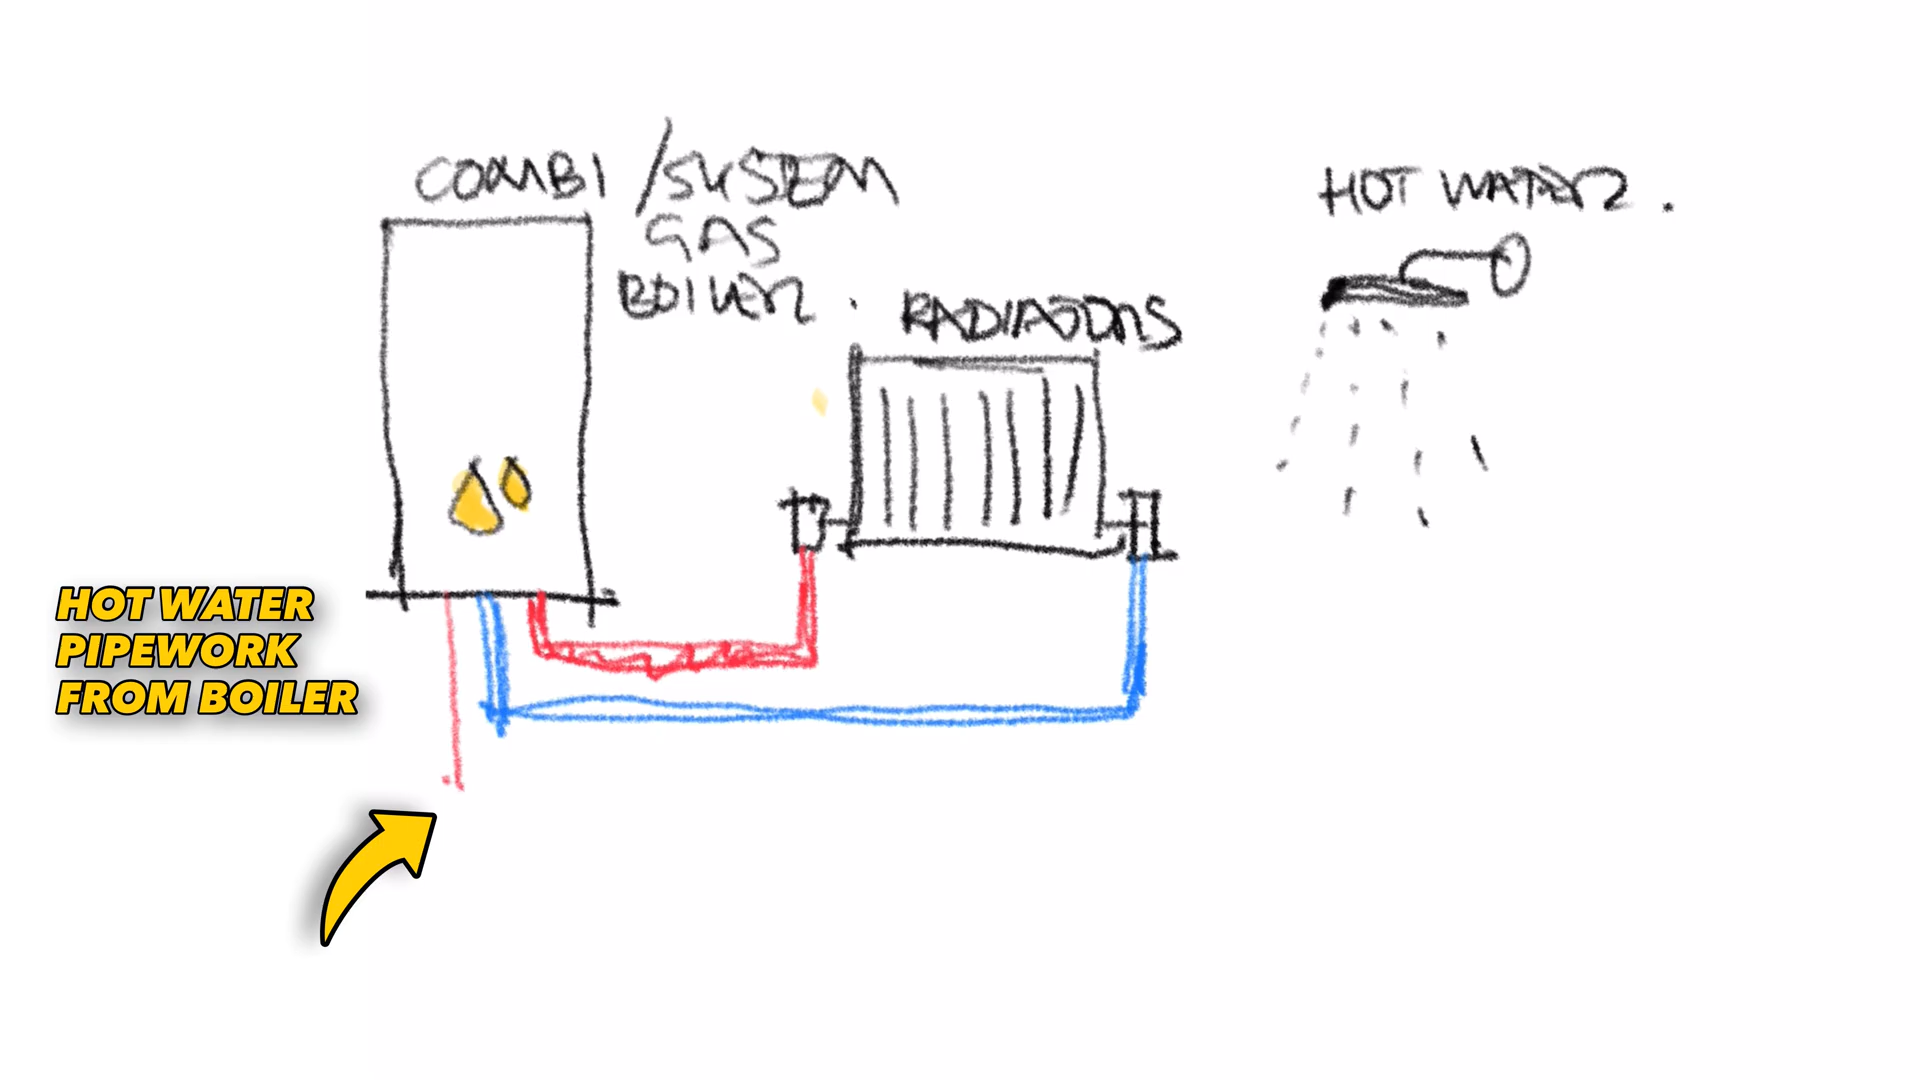 COMBI / SYSTEM
GAS
BOILER.
RADIATORS
HOT WATER.
HOT WATER
PIPEWORK
FROM BOILER